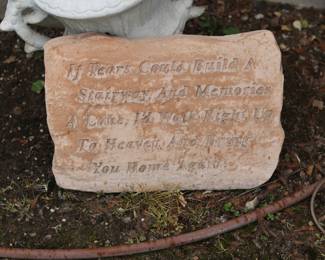 If Tears Could Build A
Stairway, And Memories
A Lane, I'd Walk Right Up
To Heaven, And Bring
You Home Again.